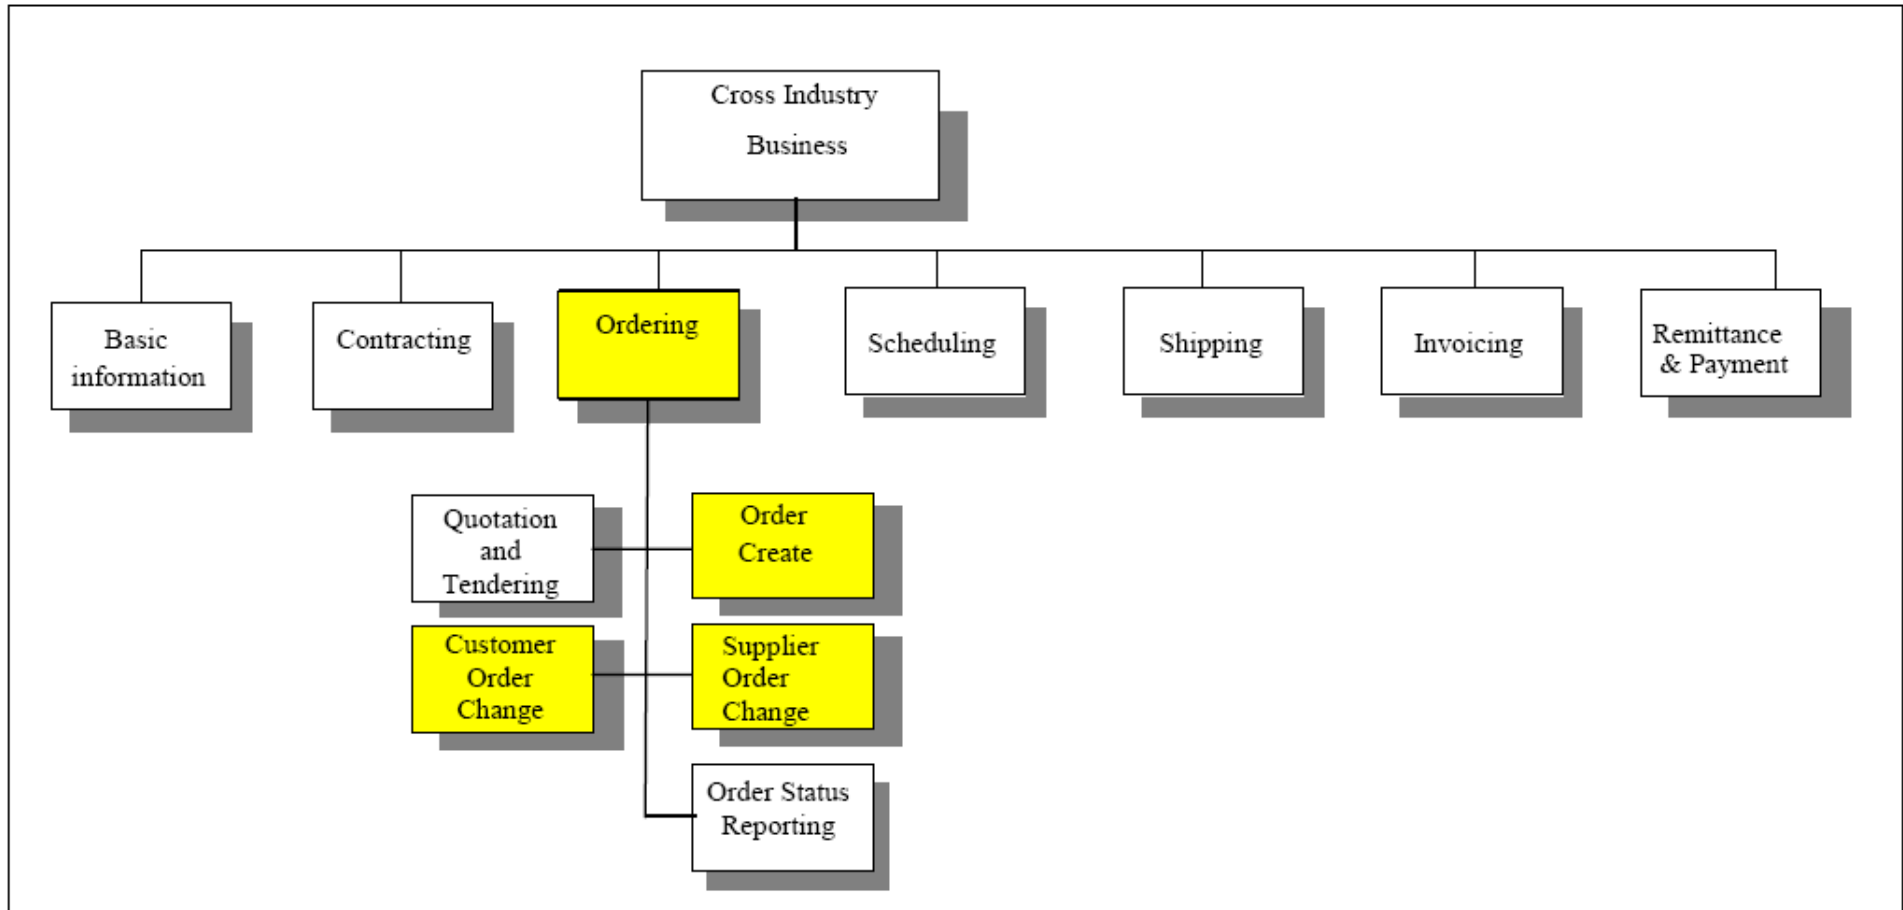 Cross Industry
Business
Basic
information
Contracting
Ordering
Scheduling
Shipping
Invoicing
Remittance
& Payment
Quotation
and
Tendering
Order
Create
Customer
Order
Change
Supplier
Order
Change
Order Status
Reporting